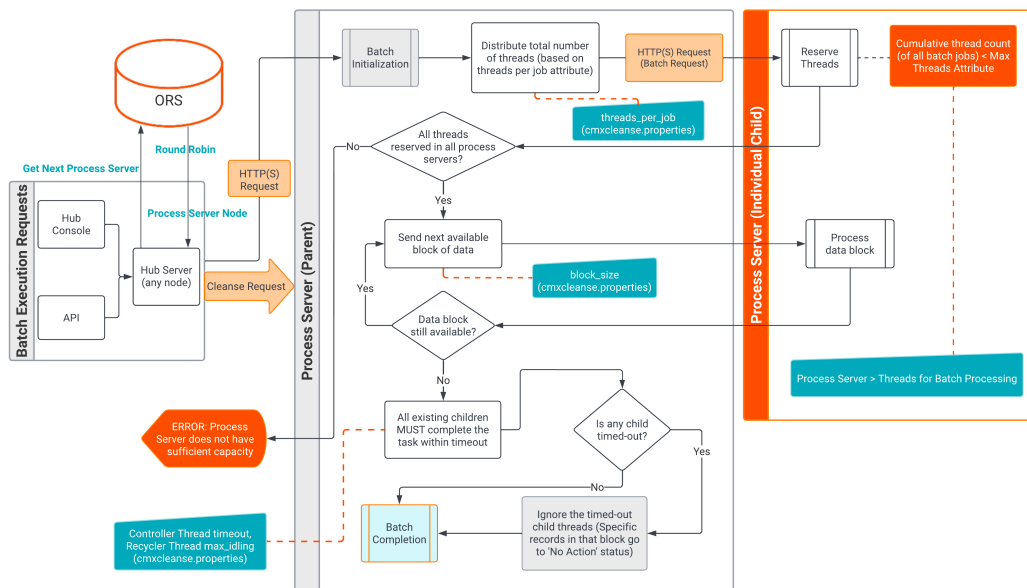 ORS
Get Next Process Server
Round Robin
Process Server Node
HTTP(S)
Request
Batch Execution Requests
Hub
Console
API
Hub Server
(any node)
Cleanse Request
Process Server (Parent)
Batch
Initialization
Distribute total number
of threads (based on
threads per job attribute)
HTTP(S) Request
(Batch Request)
threads_per_job
(cmxcleanse.properties)
All
threads
reserved in all process
servers?
No
Yes
Send next available
block of data
block_size
(cmxcleanse.properties)
Yes
Data block
still available?
No
All existing children
MUST complete the
task within timeout
Is any child
timed-out?
Yes
No
Ignore the timed-out
child threads (Specific
records in that block go
to 'No Action' status)
Batch
Completion
ERROR: Process
Server does not have
sufficient capacity
Controller Thread timeout,
Recycler Thread max_idling
(cmxcleanse.properties)
Process Server (Individual Child)
Reserve
Threads
Cumulative thread count
(of all batch jobs) < Max
Threads Attribute
Process
data block
Process Server > Threads for Batch Processing